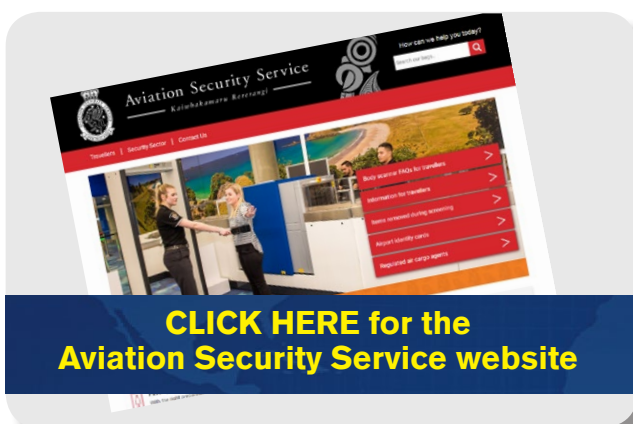 How can we help you today?
Aviation Security Service
Kaiwhakamaru Rererangi
Travellers | Security Sector | Contact Us
Body scanner FAQs for travellers
Information for travellers
Items removed during screening
Airport identity cards
Regulated air cargo agents
CLICK HERE for the
Aviation Security Service website